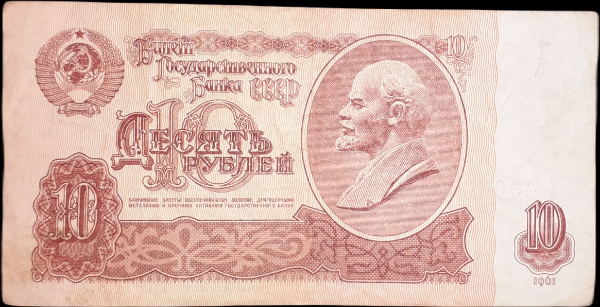 Билет
Государственного
Банка СССР
10
10
Десять
рублей
БАНКОВСКИЕ БИЛЕТЫ ОБЕСПЕЧИВАЮТСЯ ЗОЛОТОМ, ДРАГОЦЕННЫМИ
МЕТАЛЛАМИ И ПРОЧИМИ АКТИВАМИ ГОСУДАРСТВЕННОГО БАНКА
10
10
1961